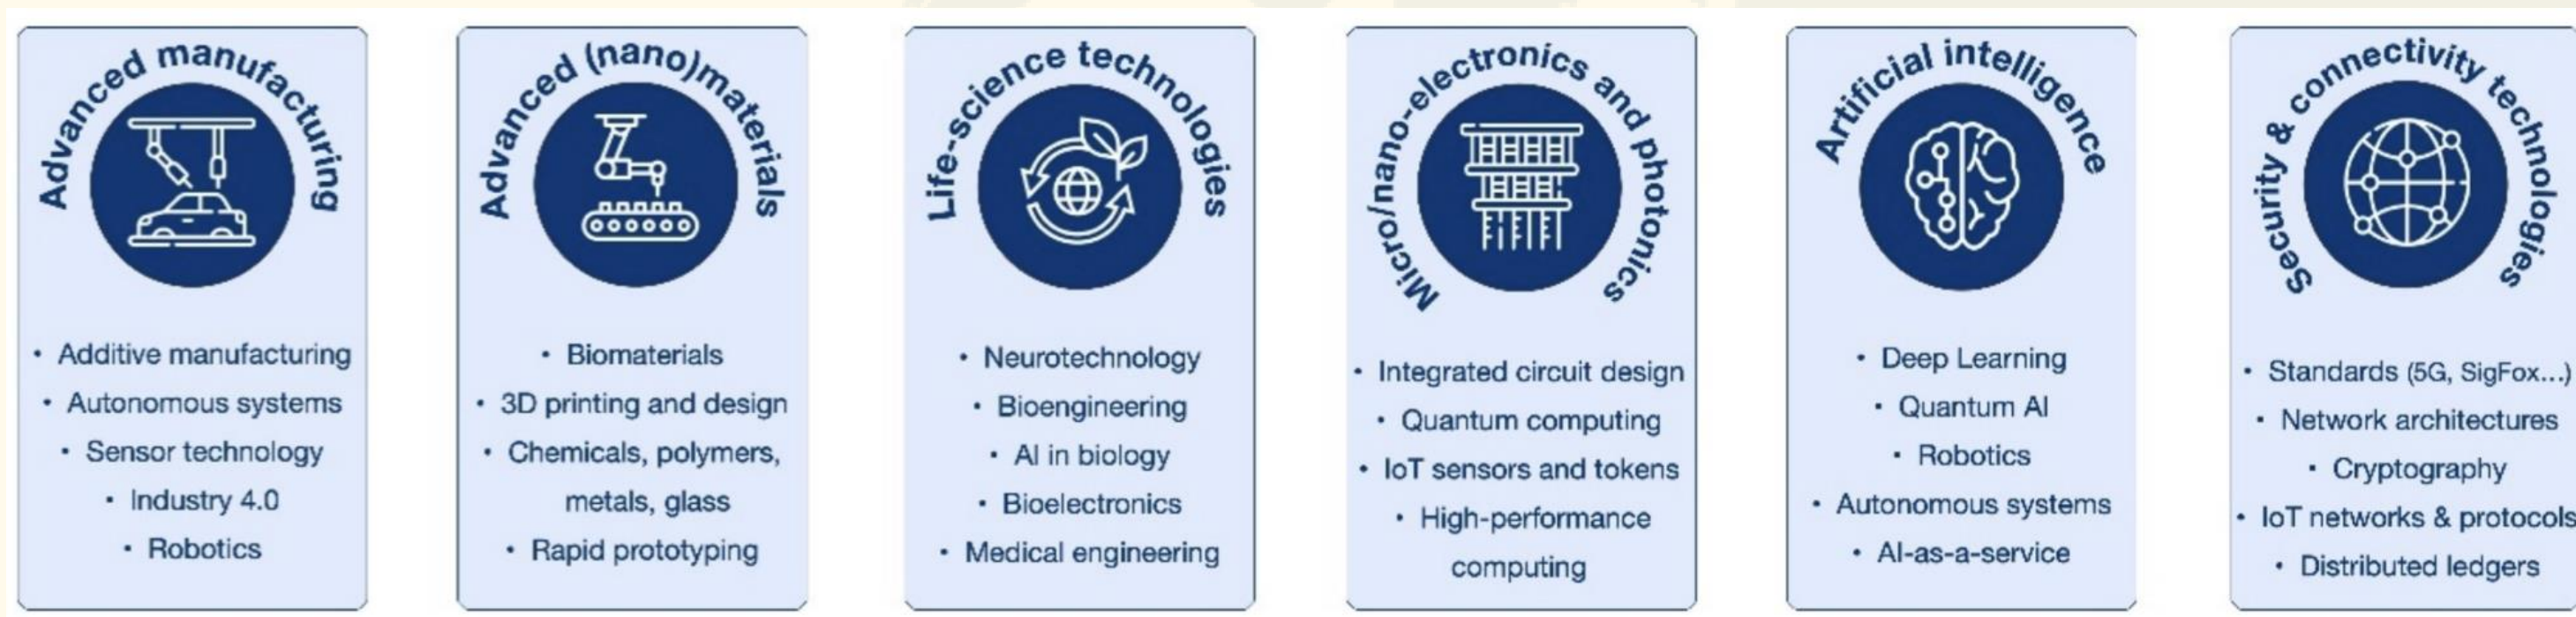 Advanced manufacturing
• Additive manufacturing
• Autonomous systems
• Sensor technology
• Industry 4.0
• Robotics
Advanced (nano)materials
• Biomaterials
• 3D printing and design
• Chemicals, polymers,
metals, glass
• Rapid prototyping
Life-science technologies
• Neurotechnology
• Bioengineering
• AI in biology
• Bioelectronics
• Medical engineering
Micro/nano-electronics and photonics
• Integrated circuit design
• Quantum computing
• IoT sensors and tokens
• High-performance
computing
Artificial intelligence
• Deep Learning
• Quantum AI
• Robotics
• Autonomous systems
• AI-as-a-service
Security & connectivity technologies
• Standards (5G, SigFox...)
• Network architectures
• Cryptography
• IoT networks & protocols
• Distributed ledgers